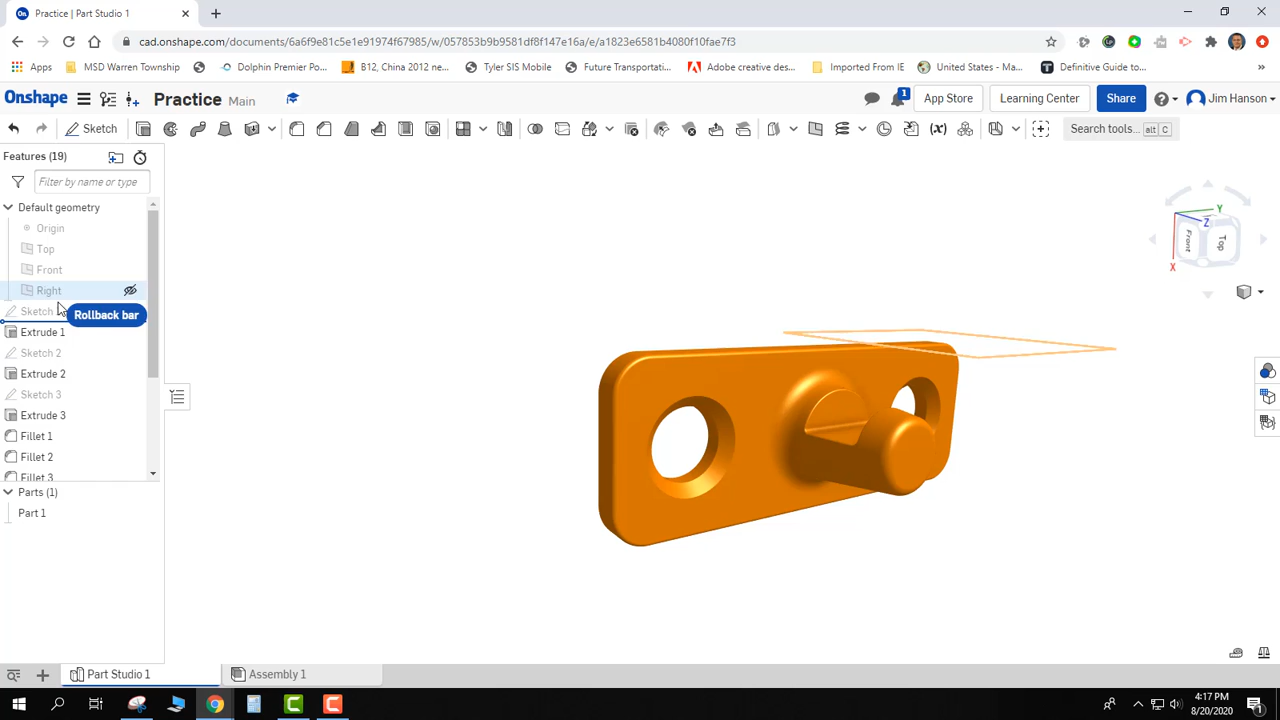 Practice | Part Studio 1
cad.onshape.com/documents/6a6f9e81c5e1e91974f67985/w/057853b9b9581df8f147e16a/e/a1823e6581b4080f10fae7f3
Apps
MSD Warren Township
Dolphin Premier Po...
B12, China 2012 ne...
Tyler SIS Mobile
Future Transportati...
Adobe creative des...
Imported From IE
United States - Ma...
Definitive Guide to...
»
Onshape
Practice Main
1
App Store
Learning Center
Share
Jim Hanson
Sketch
(x)
Search tools... alt C
Features (19)
Filter by name or type
Default geometry
Origin
Top
Front
Right
Sketch
Rollback bar
Extrude 1
Sketch 2
Extrude 2
Sketch 3
Extrude 3
Fillet 1
Fillet 2
Fillet 3
Parts (1)
Part 1
Y
Z
X
Front
Top
Part Studio 1
Assembly 1
4:17 PM
8/20/2020
1